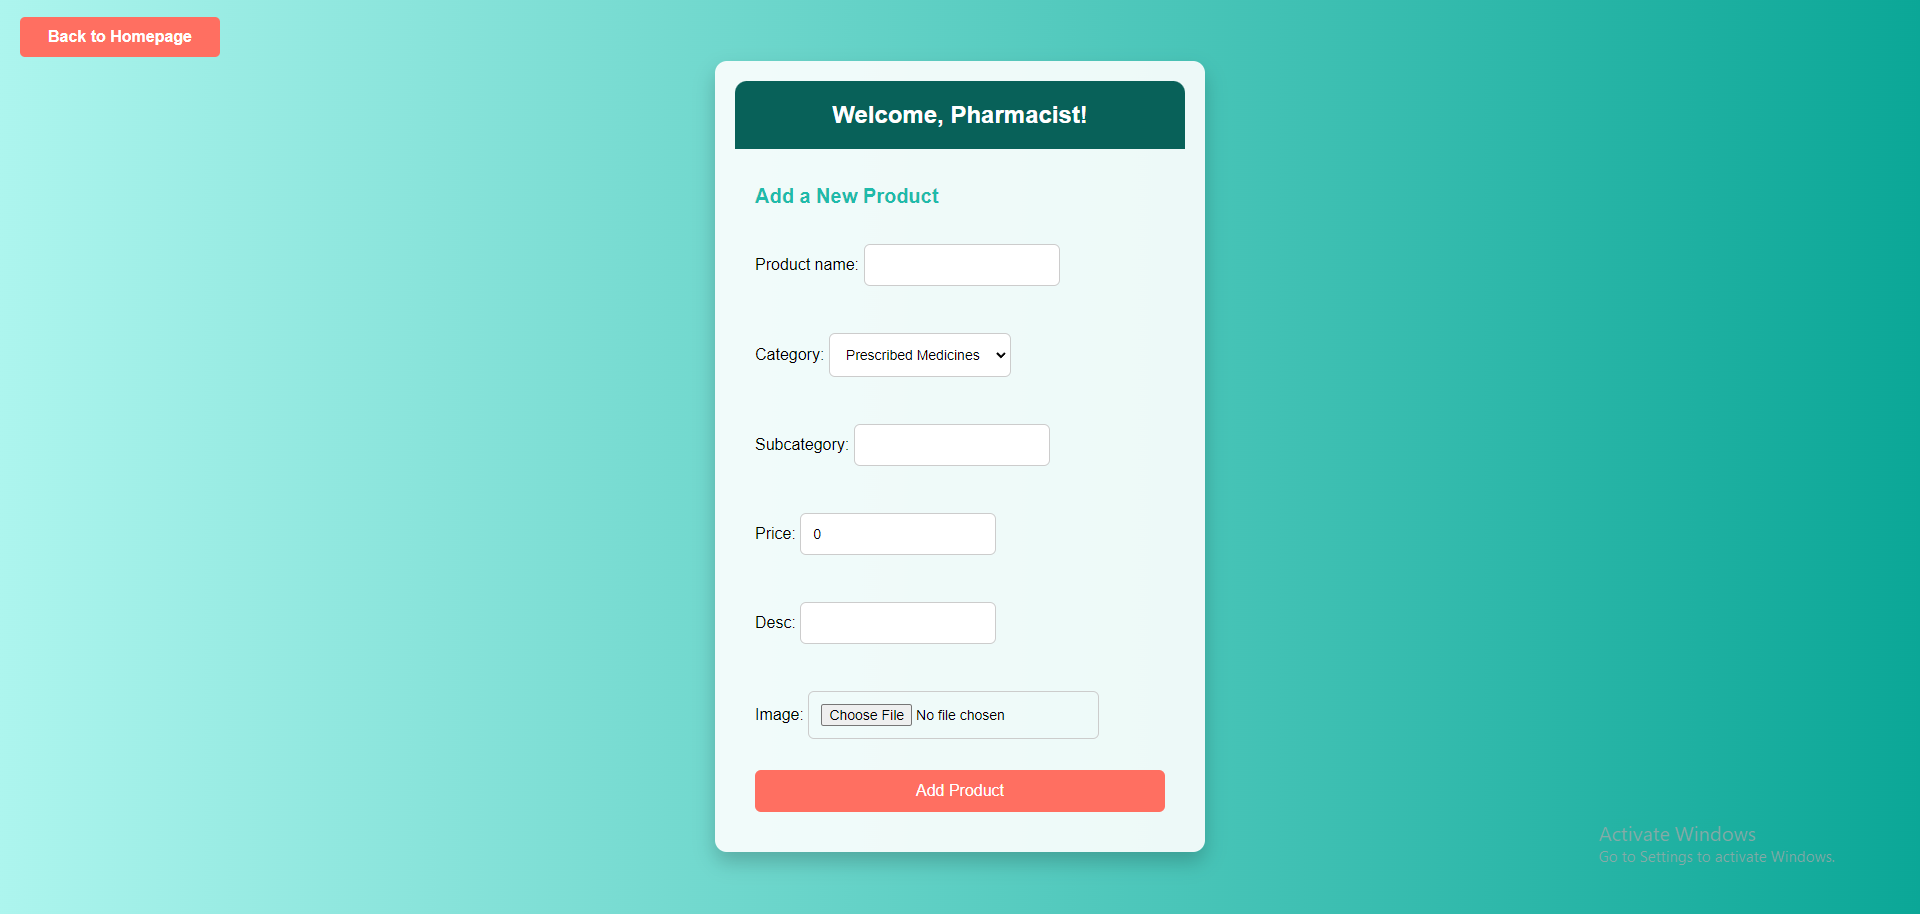 Back to Homepage
Welcome, Pharmacist!
Add a New Product
Product name:
Category: Prescribed Medicines
Subcategory:
Price: 0
Desc:
Image: Choose File No file chosen
Add Product
Activate Windows
Go to Settings to activate Windows.